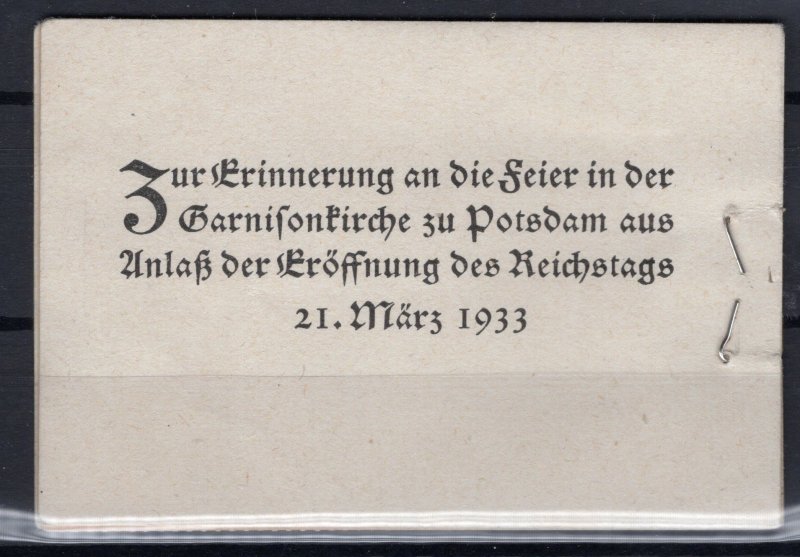 Zur Erinnerung an die Feier in der
Garnisonkirche zu Potsdam aus
Anlaß der Eröffnung des Reichstags
21. März 1933